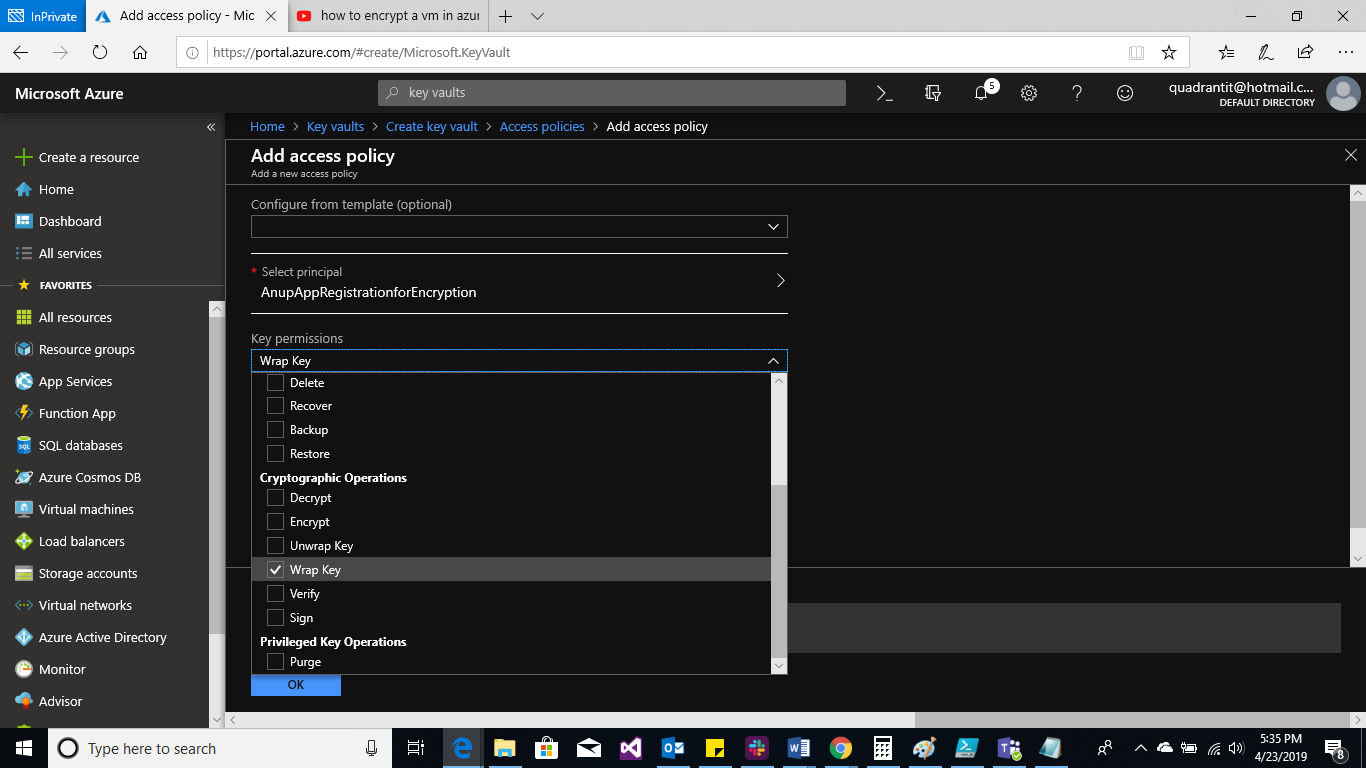 InPrivate
Add access policy - Mic
how to encrypt a vm in azur
https://portal.azure.com/#create/Microsoft.KeyVault
Microsoft Azure
key vaults
5
quadrantit@hotmail.c...
DEFAULT DIRECTORY
Home > Key vaults > Create key vault > Access policies > Add access policy
Add access policy
Add a new access policy
Create a resource
Home
Dashboard
All services
FAVORITES
All resources
Resource groups
App Services
Function App
SQL databases
Azure Cosmos DB
Virtual machines
Load balancers
Storage accounts
Virtual networks
Azure Active Directory
Monitor
Advisor
Configure from template (optional)
* Select principal
AnupAppRegistrationforEncryption
Key permissions
Wrap Key
Delete
Recover
Backup
Restore
Cryptographic Operations
Decrypt
Encrypt
Unwrap Key
Wrap Key
Verify
Sign
Privileged Key Operations
Purge
OK
Type here to search
5:35 PM
4/23/2019
8